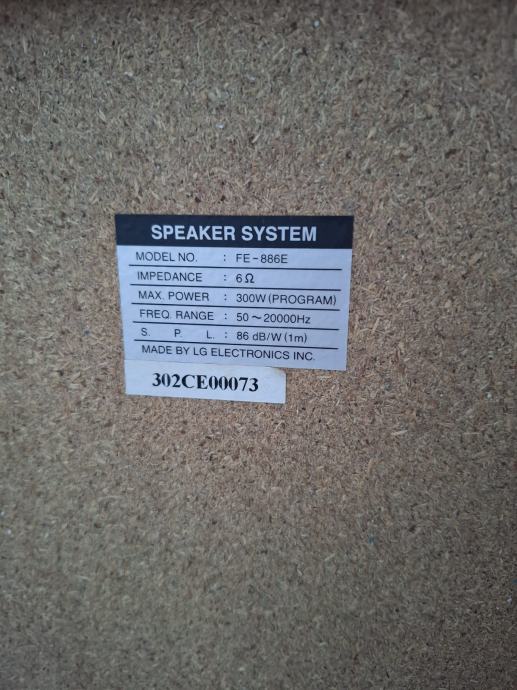 SPEAKER SYSTEM
MODEL NO. : FE-886E
IMPEDANCE : 6Ω
MAX. POWER : 300W (PROGRAM)
FREQ. RANGE : 50～20000Hz
S. P. L. : 86 dB/W (1m)
MADE BY LG ELECTRONICS INC.
302CE00073